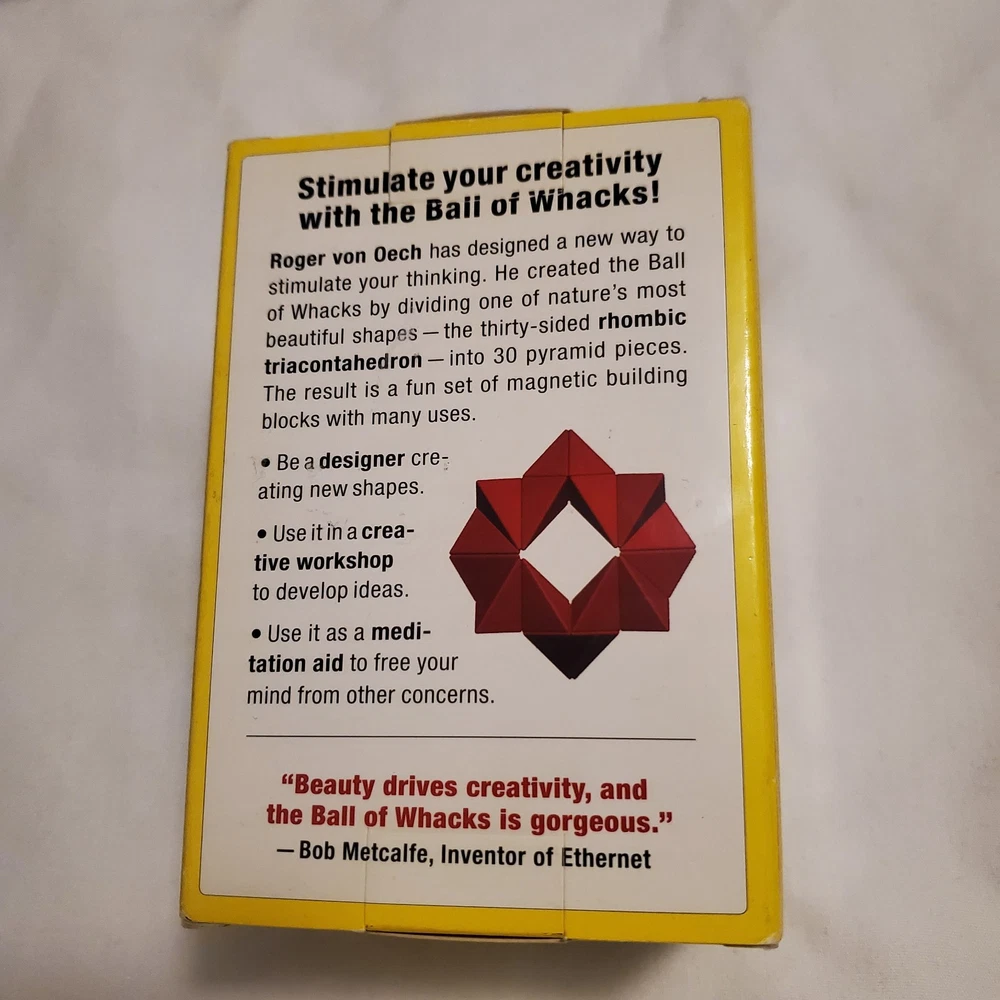 Stimulate your creativity
with the Ball of Whacks!
Roger von Oech has designed a new way to
stimulate your thinking. He created the Ball
of Whacks by dividing one of nature's most
beautiful shapes — the thirty-sided rhombic
triacontahedron — into 30 pyramid pieces.
The result is a fun set of magnetic building
blocks with many uses.
• Be a designer cre-
ating new shapes.
• Use it in a crea-
tive workshop
to develop ideas.
• Use it as a medi-
tation aid to free your
mind from other concerns.
“Beauty drives creativity, and
the Ball of Whacks is gorgeous.”
— Bob Metcalfe, Inventor of Ethernet